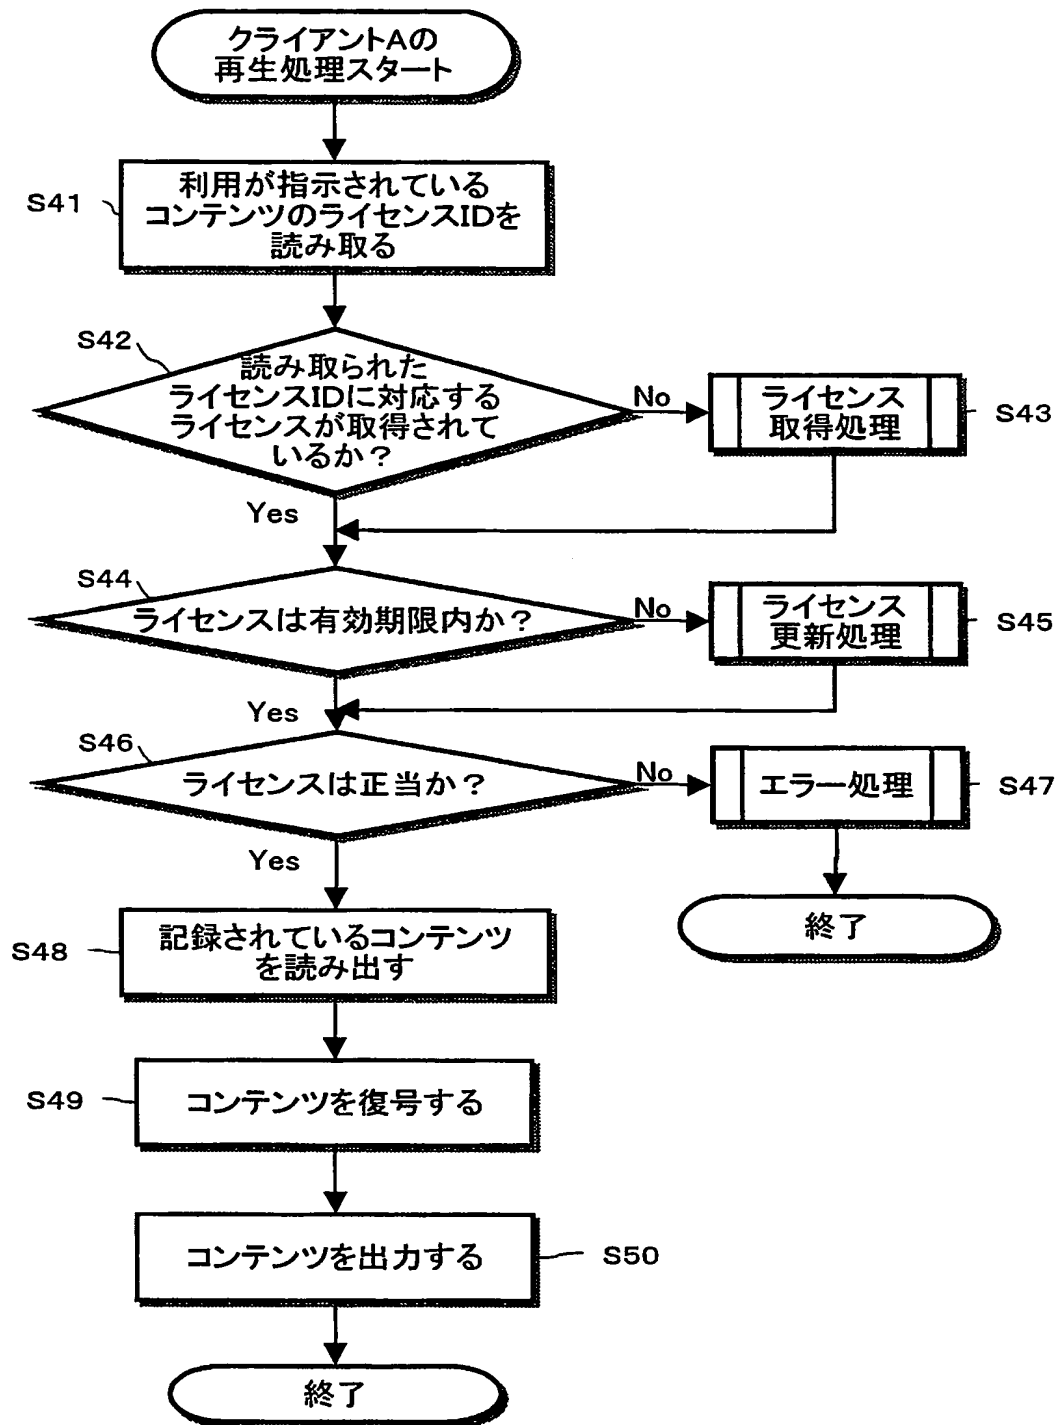 クライアントAの
再生処理スタート
S41
利用が指示されている
コンテンツのライセンスIDを
読み取る
S42
読み取られた
ライセンスIDに対応する
ライセンスが取得されて
いるか？
No
ライセンス
取得処理
S43
Yes
S44
ライセンスは有効期限内か？
No
ライセンス
更新処理
S45
Yes
S46
ライセンスは正当か？
No
エラー処理
S47
Yes
終了
S48
記録されているコンテンツ
を読み出す
S49
コンテンツを復号する
コンテンツを出力する
S50
終了